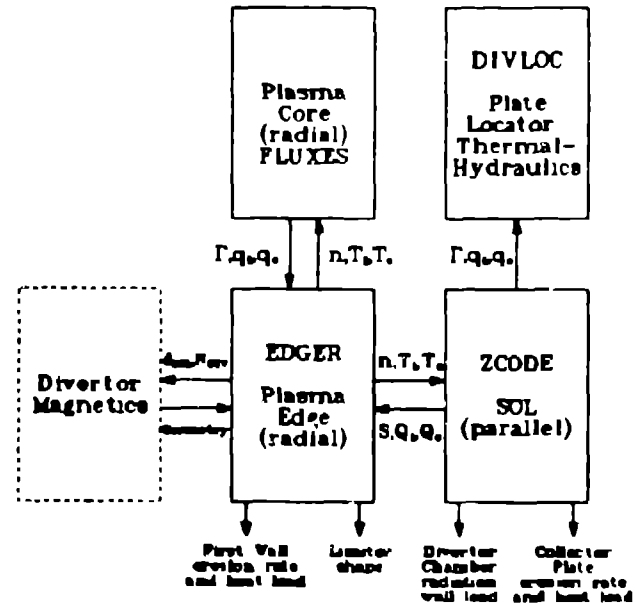 Plasma
Core
(radial)
FLUXES
DIVLOC
Plate
Locator
Thermal-
Hydraulics
Γ,qᵢ,qₑ
n,Tᵢ,Tₑ
Γ,qᵢ,qₑ
Divertor
Magnetics
Geometry
EDGER
Plasma
Edge
(radial)
n,Tᵢ,Tₑ
S,Qᵢ,Qₑ
ZCODE
SOL
(parallel)
First Wall
erosion rate
and heat load
Limiter
shape
Divertor
Chamber
radiation
wall load
Collector
Plate
erosion rate
and heat load